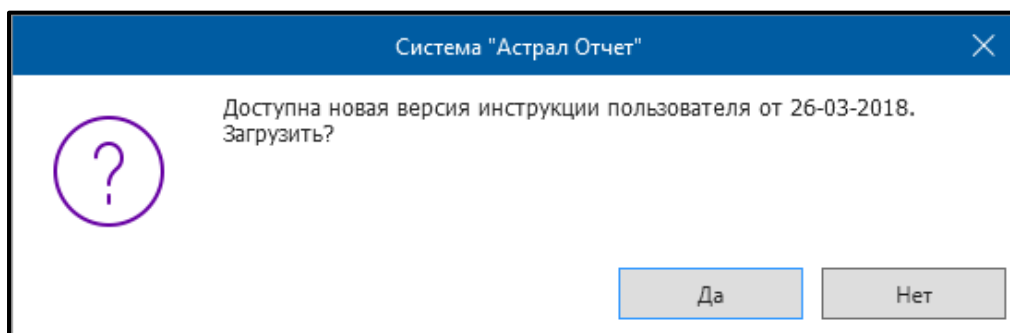 Система "Астрал Отчет"
Доступна новая версия инструкции пользователя от 26-03-2018.
Загрузить?
Да
Нет